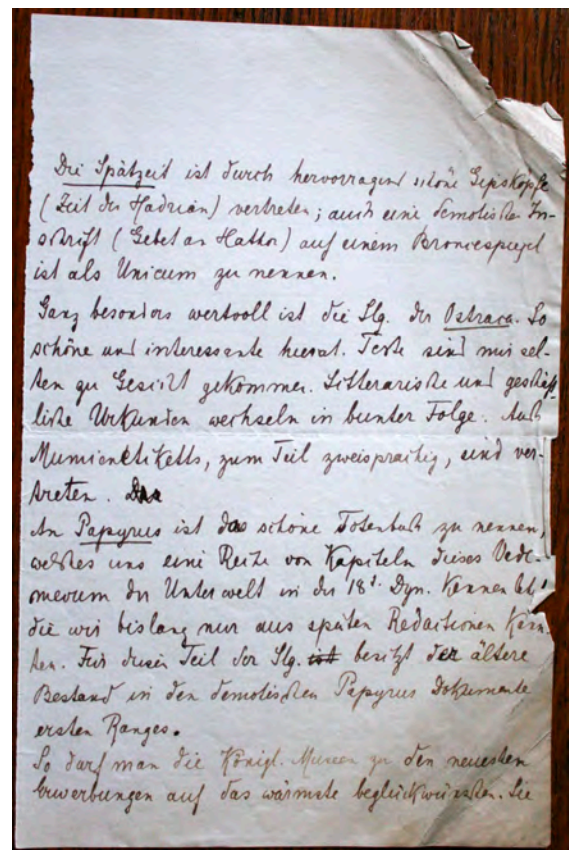 Die Spätzeit ist durch hervorragend schöne Gipsköpfe
(Zeit des Hadrian) vertreten; auch eine demotische In-
schrift (Gebet an Hathor) auf einem Broncespiegel
ist als Unicum zu nennen.
Ganz besonders wertvoll ist die Slg. der Ostraca. So
schöne und interessante hierat. Texte sind mir sel-
ten zu Gesicht gekommen. Litterarische und geschäft-
liche Urkunden wechseln in bunter Folge. Auch
Mumienetiketts, zum Teil zweisprachig, sind ver-
treten.
An Papyrus ist das schöne Totenbuch zu nennen,
welches uns eine Reihe von Kapiteln dieses Vade-
mecum der Unterwelt in der 18t. Dyn. kennen lehrt,
die wir bislang nur aus späten Redactionen kann-
ten. Für diesen Teil der Slg. ist besitzt der ältere
Bestand in den demotischen Papyrus Dokumente
ersten Ranges.
So darf man die Königl. Museen zu den neuesten
Erwerbungen auf das wärmste beglückwünschen. Sie